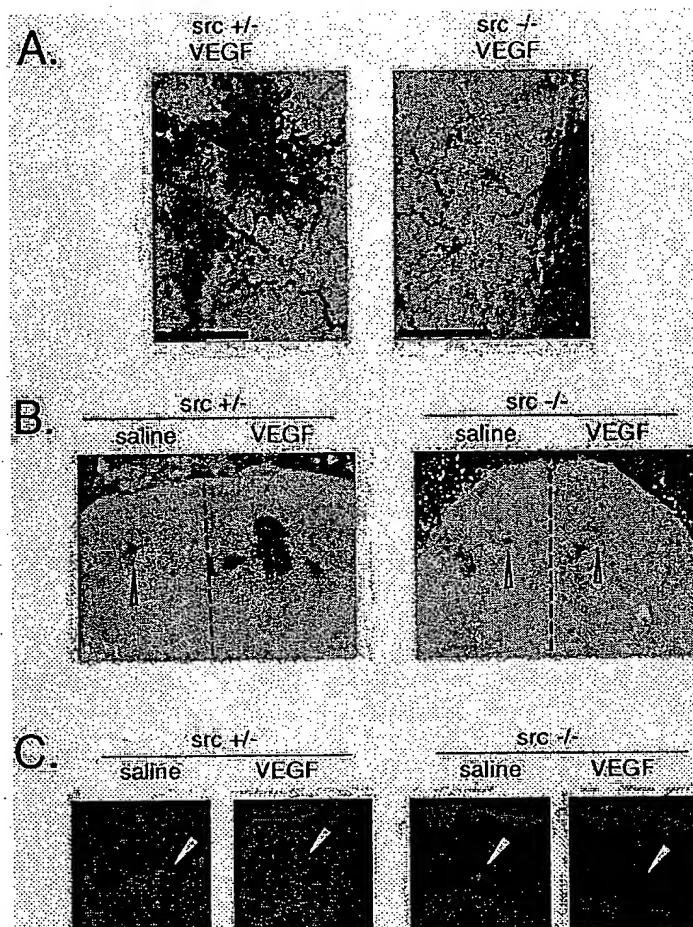 A.
src +/-
VEGF
src -/-
VEGF
B.
src +/-
saline
VEGF
src -/-
saline
VEGF
C.
src +/-
saline
VEGF
src -/-
saline
VEGF